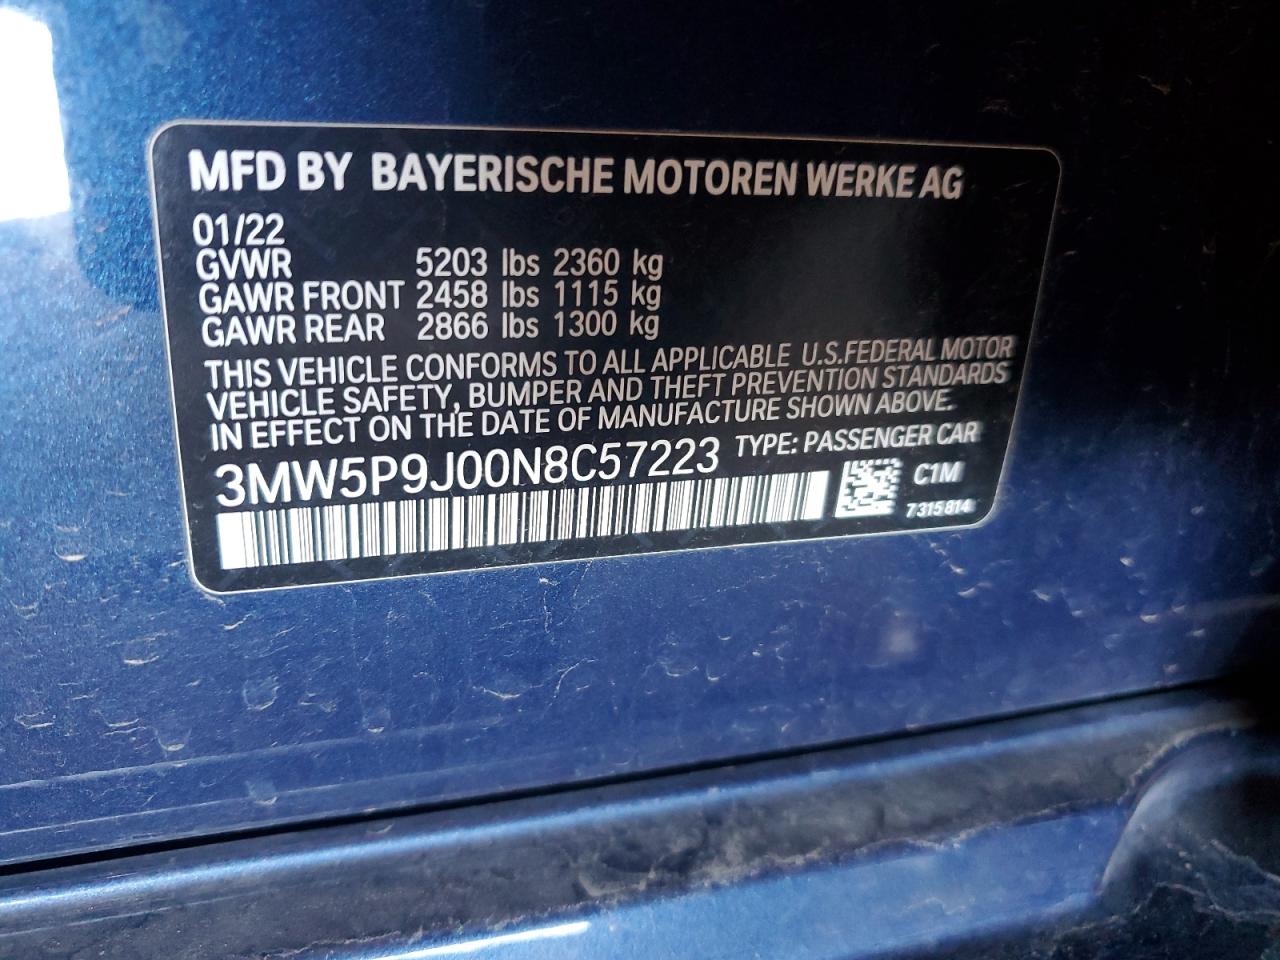 MFD BY BAYERISCHE MOTOREN WERKE AG
01/22
GVWR 5203 lbs 2360 kg
GAWR FRONT 2458 lbs 1115 kg
GAWR REAR 2866 lbs 1300 kg
THIS VEHICLE CONFORMS TO ALL APPLICABLE U.S.FEDERAL MOTOR
VEHICLE SAFETY, BUMPER AND THEFT PREVENTION STANDARDS
IN EFFECT ON THE DATE OF MANUFACTURE SHOWN ABOVE.
3MW5P9J00N8C57223 TYPE: PASSENGER CAR
C1M
7 315 814